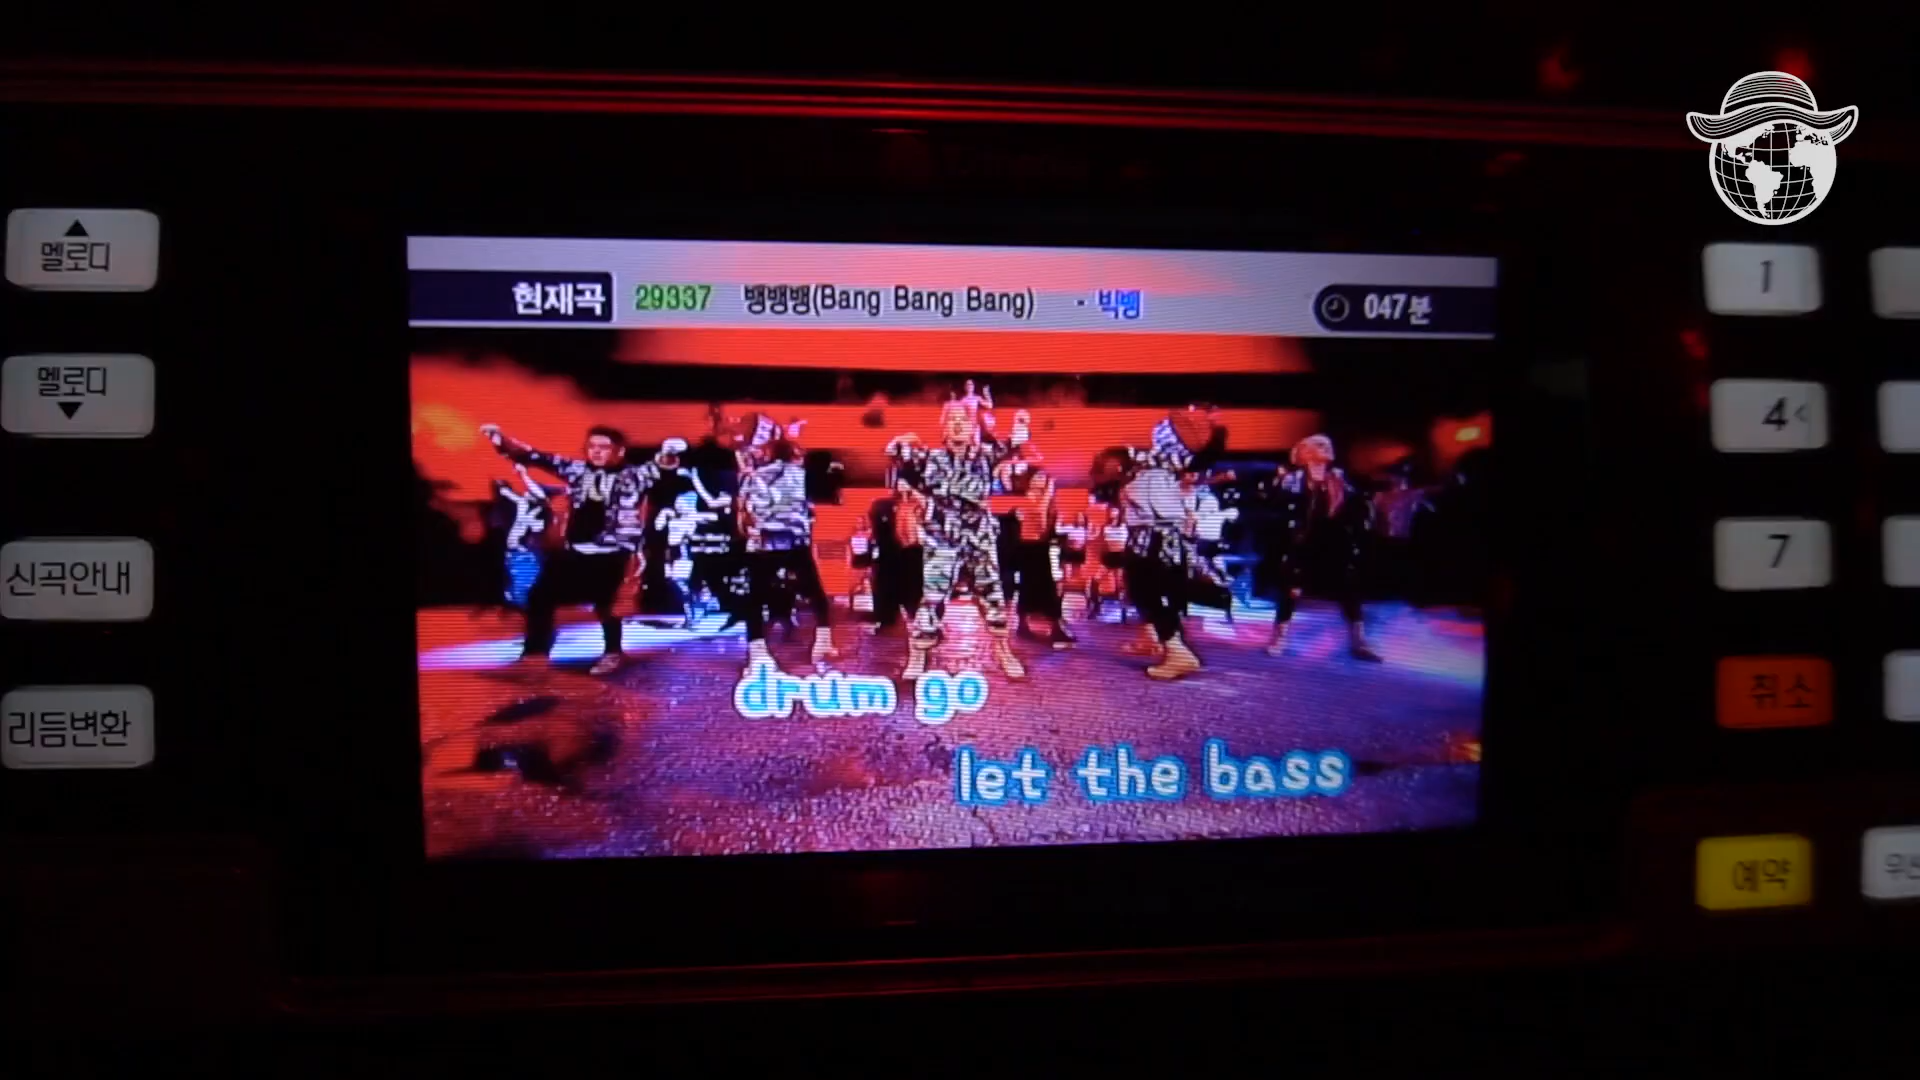 멜로디
멜로디
신곡안내
리듬변환
현재곡 29337 뱅뱅뱅(Bang Bang Bang) - 빅뱅 047분
drum go
let the bass
1
4
7
취소
예약